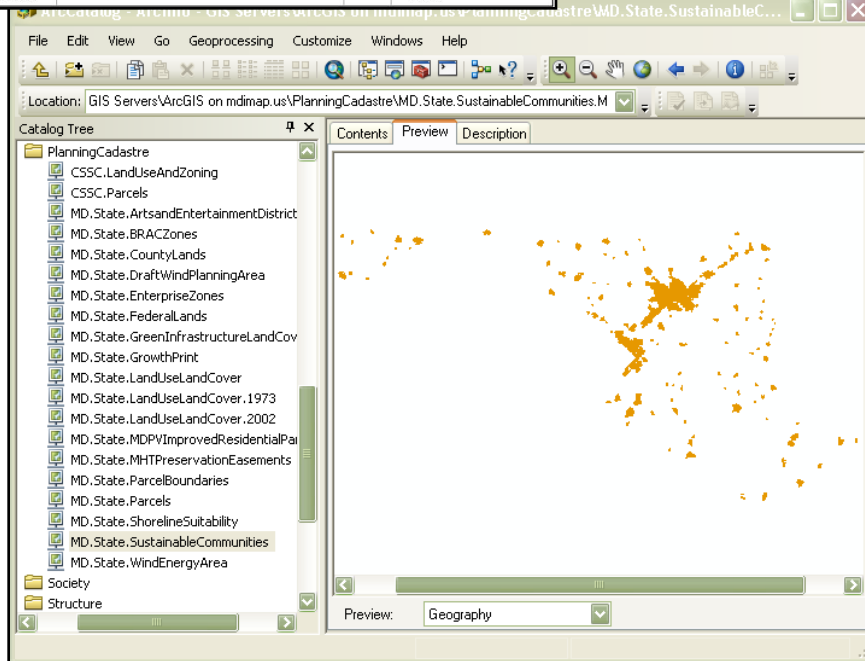 ArcCatalog - ArcInfo - GIS Servers\ArcGIS on mdimap.us\PlanningCadastre\MD.State.SustainableC...
File Edit View Go Geoprocessing Customize Windows Help
Location: GIS Servers\ArcGIS on mdimap.us\PlanningCadastre\MD.State.SustainableCommunities.M
Catalog Tree
Contents Preview Description
PlanningCadastre
CSSC.LandUseAndZoning
CSSC.Parcels
MD.State.ArtsandEntertainmentDistrict
MD.State.BRACZones
MD.State.CountyLands
MD.State.DraftWindPlanningArea
MD.State.EnterpriseZones
MD.State.FederalLands
MD.State.GreenInfrastructureLandCov
MD.State.GrowthPrint
MD.State.LandUseLandCover
MD.State.LandUseLandCover.1973
MD.State.LandUseLandCover.2002
MD.State.MDPVImprovedResidentialPar
MD.State.MHTPreservationEasements
MD.State.ParcelBoundaries
MD.State.Parcels
MD.State.ShorelineSuitability
MD.State.SustainableCommunities
MD.State.WindEnergyArea
Society
Structure
Preview: Geography